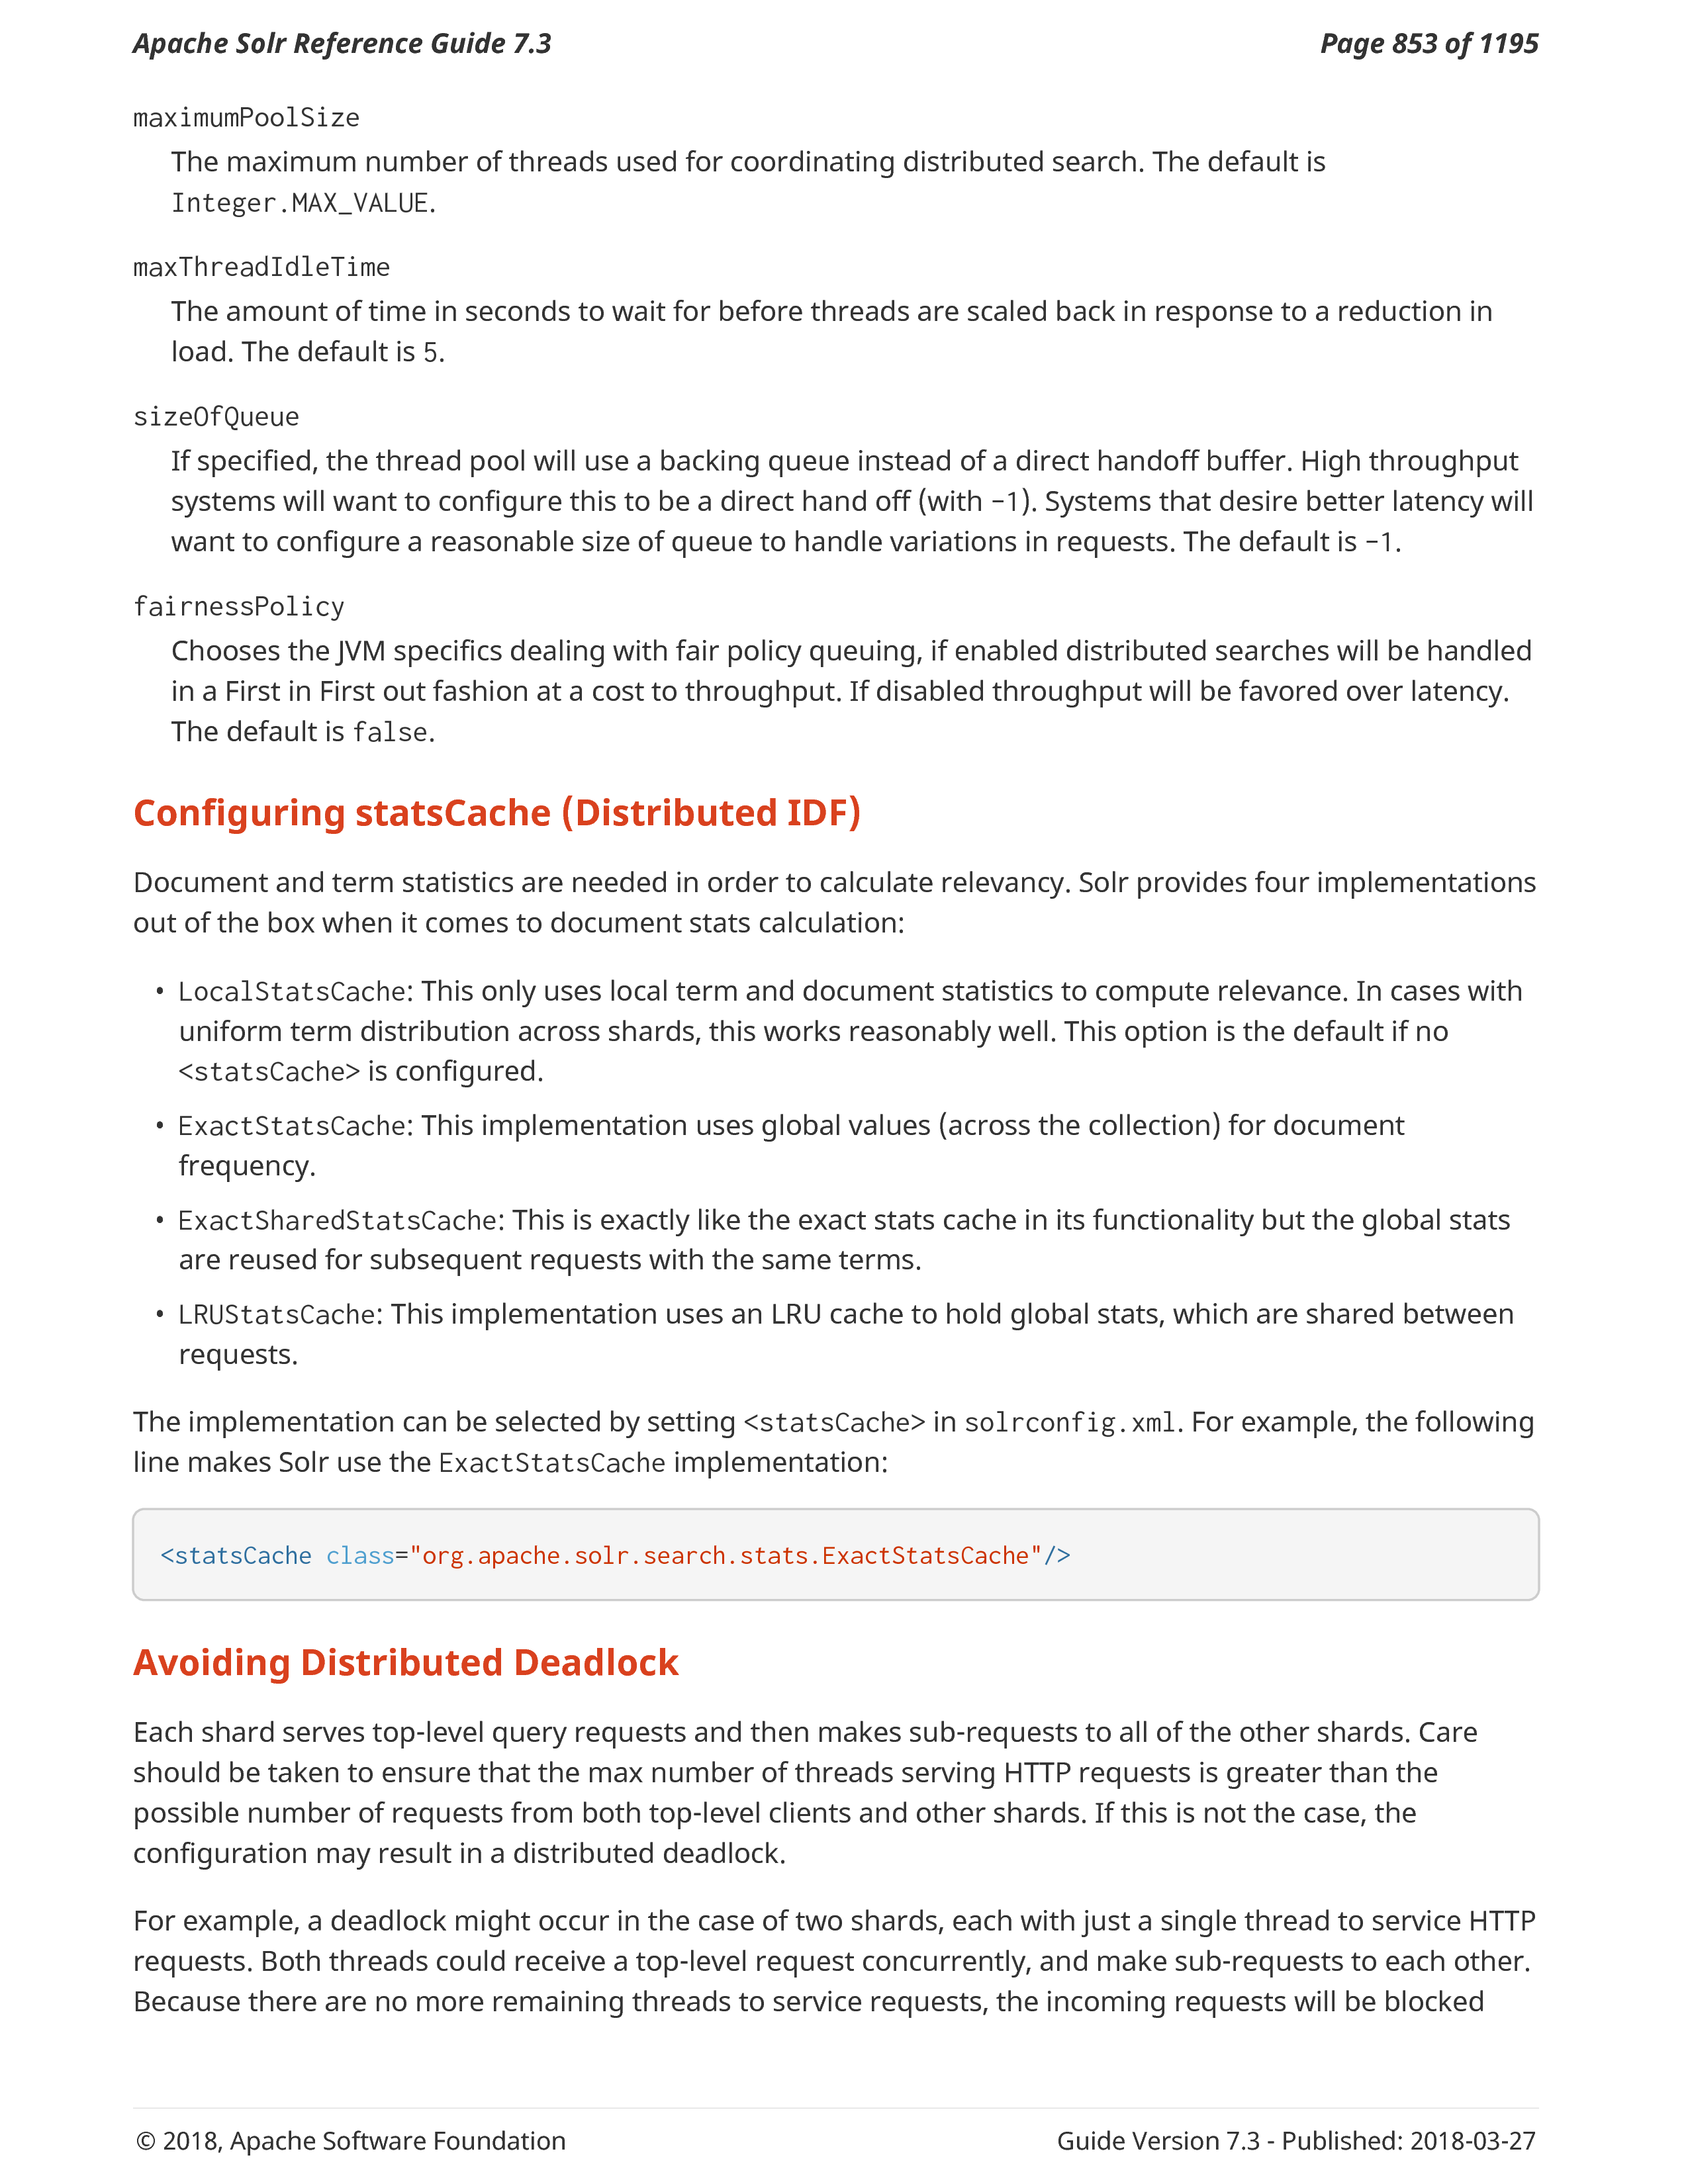 Apache Solr Reference Guide 7.3
Page 853 of 1195
maximumPoolSize
The maximum number of threads used for coordinating distributed search. The default is
Integer.MAX_VALUE.
maxThreadIdleTime
The amount of time in seconds to wait for before threads are scaled back in response to a reduction in
load. The default is 5.
sizeOfQueue
If specified, the thread pool will use a backing queue instead of a direct handoff buffer. High throughput
systems will want to configure this to be a direct hand off (with -1). Systems that desire better latency will
want to configure a reasonable size of queue to handle variations in requests. The default is -1.
fairnessPolicy
Chooses the JVM specifics dealing with fair policy queuing, if enabled distributed searches will be handled
in a First in First out fashion at a cost to throughput. If disabled throughput will be favored over latency.
The default is false.
Configuring statsCache (Distributed IDF)
Document and term statistics are needed in order to calculate relevancy. Solr provides four implementations
out of the box when it comes to document stats calculation:
• LocalStatsCache: This only uses local term and document statistics to compute relevance. In cases with
uniform term distribution across shards, this works reasonably well. This option is the default if no
<statsCache> is configured.
• ExactStatsCache: This implementation uses global values (across the collection) for document
frequency.
• ExactSharedStatsCache: This is exactly like the exact stats cache in its functionality but the global stats
are reused for subsequent requests with the same terms.
• LRUStatsCache: This implementation uses an LRU cache to hold global stats, which are shared between
requests.
The implementation can be selected by setting <statsCache> in solrconfig.xml. For example, the following
line makes Solr use the ExactStatsCache implementation:
<statsCache class="org.apache.solr.search.stats.ExactStatsCache"/>
Avoiding Distributed Deadlock
Each shard serves top-level query requests and then makes sub-requests to all of the other shards. Care
should be taken to ensure that the max number of threads serving HTTP requests is greater than the
possible number of requests from both top-level clients and other shards. If this is not the case, the
configuration may result in a distributed deadlock.
For example, a deadlock might occur in the case of two shards, each with just a single thread to service HTTP
requests. Both threads could receive a top-level request concurrently, and make sub-requests to each other.
Because there are no more remaining threads to service requests, the incoming requests will be blocked
© 2018, Apache Software Foundation
Guide Version 7.3 - Published: 2018-03-27